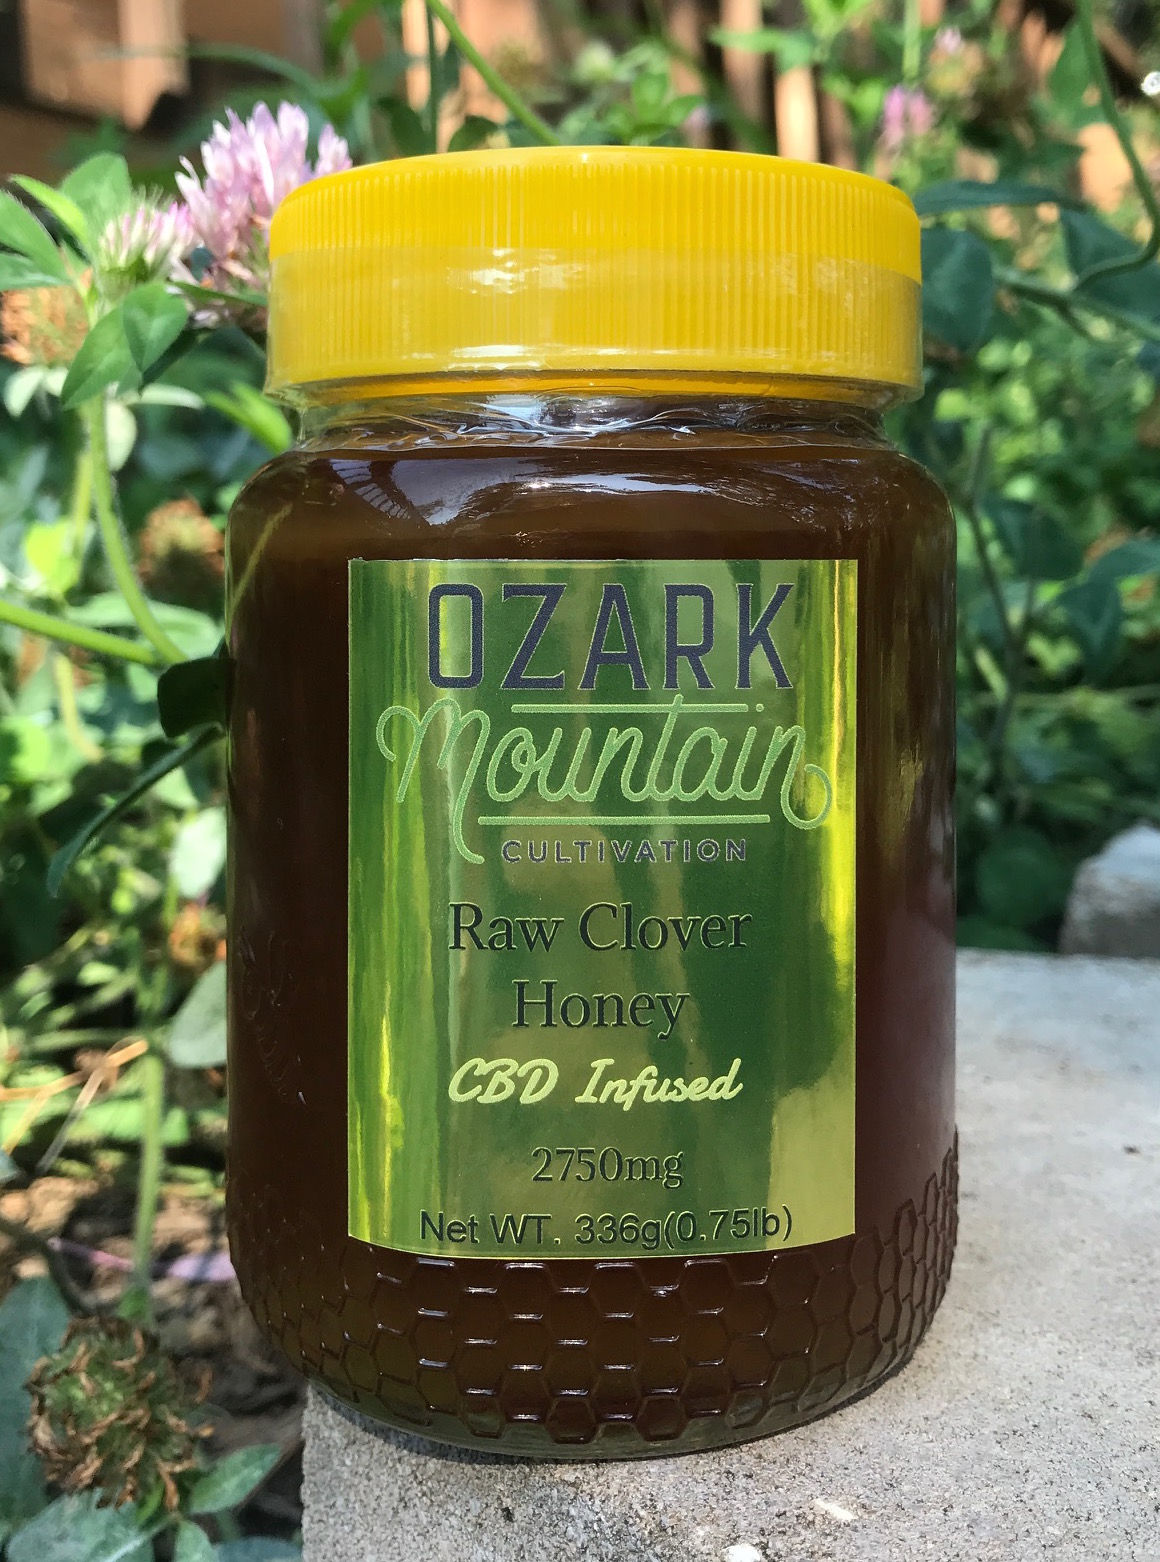 OZARK
Mountain
CULTIVATION
Raw Clover
Honey
CBD Infused
2750mg
Net WT. 336g(0.75lb)